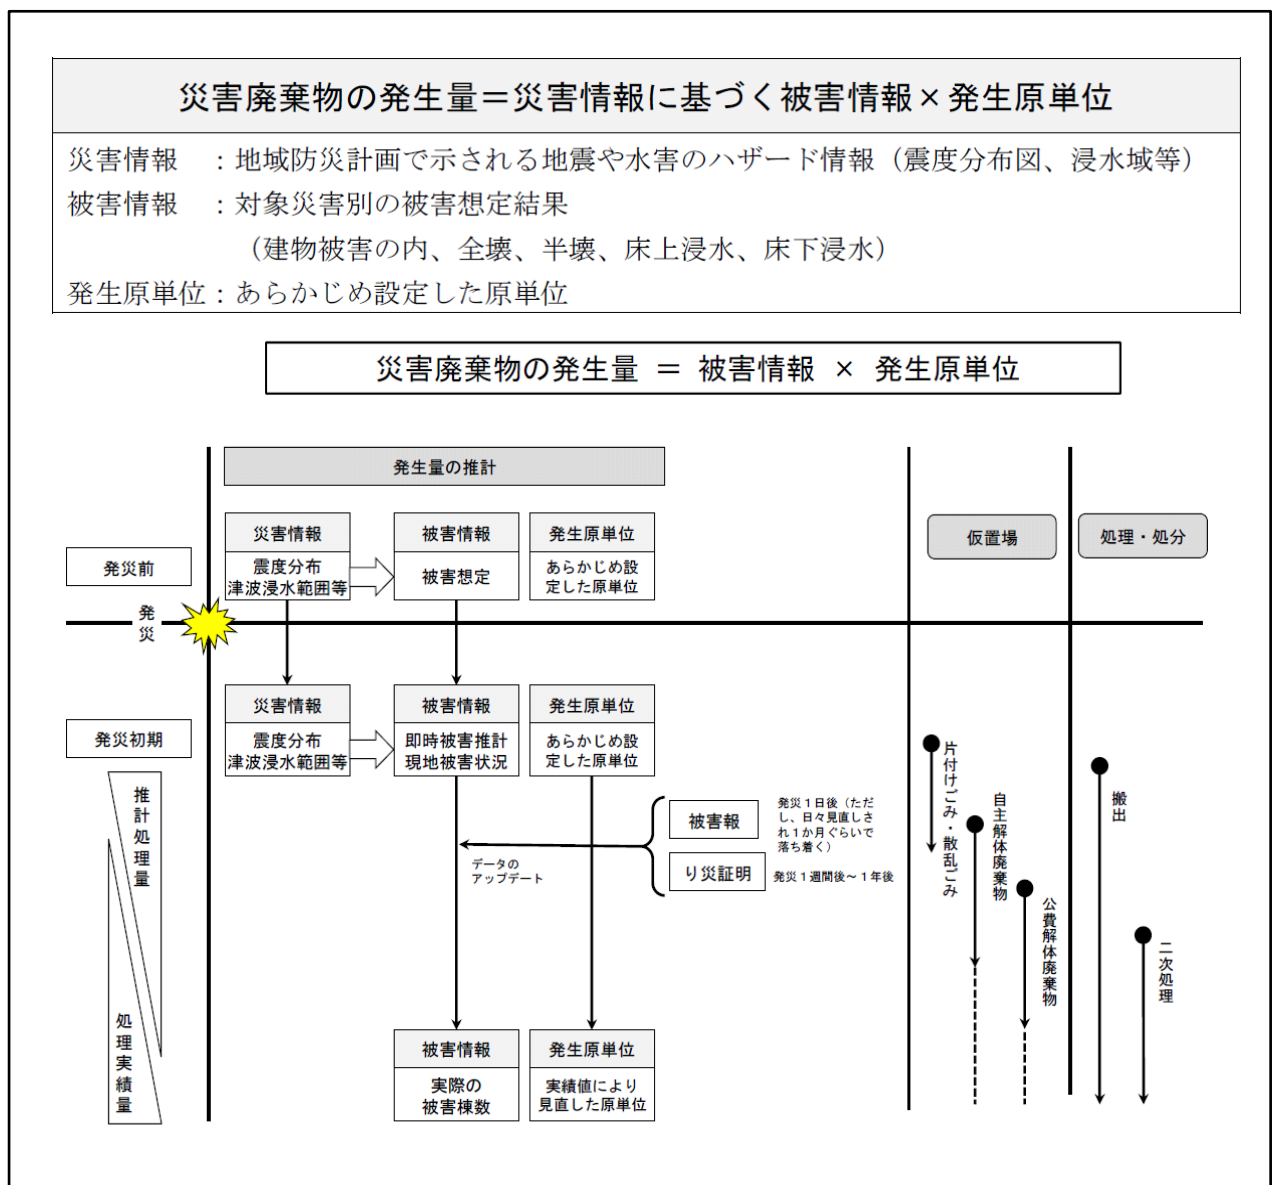 災害廃棄物の発生量＝災害情報に基づく被害情報×発生原単位
災害情報　：地域防災計画で示される地震や水害のハザード情報（震度分布図、浸水域等）
被害情報　：対象災害別の被害想定結果
（建物被害の内、全壊、半壊、床上浸水、床下浸水）
発生原単位：あらかじめ設定した原単位
災害廃棄物の発生量 ＝ 被害情報 × 発生原単位
発生量の推計
仮置場
処理・処分
発災前
災害情報
震度分布
津波浸水範囲等
被害情報
被害想定
発生原単位
あらかじめ設
定した原単位
発災
発災初期
災害情報
震度分布
津波浸水範囲等
被害情報
即時被害推計
現地被害状況
発生原単位
あらかじめ設
定した原単位
推計処理量
処理実績量
データの
アップデート
被害報
発災１日後（ただ
し、日々見直しさ
れ１か月ぐらいで
落ち着く）
り災証明
発災１週間後～１年後
片付けごみ・散乱ごみ
自主解体廃棄物
公費解体廃棄物
搬出
二次処理
被害情報
実際の
被害棟数
発生原単位
実績値により
見直した原単位